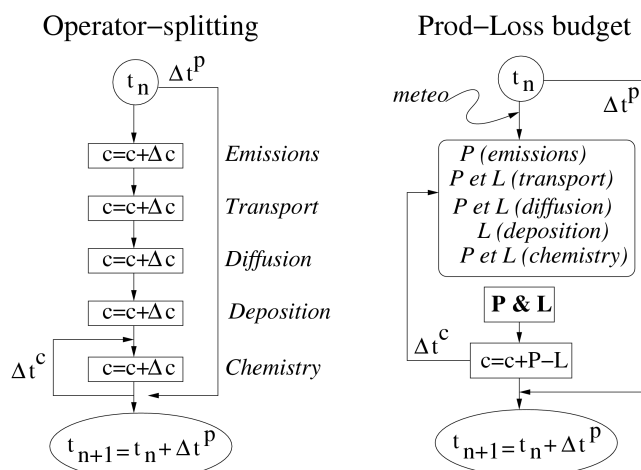 Operator–splitting
t_n
Δt^p
c=c+Δc
Emissions
c=c+Δc
Transport
c=c+Δc
Diffusion
c=c+Δc
Deposition
Δt^c
c=c+Δc
Chemistry
t_{n+1}=t_n+Δt^p
Prod–Loss budget
t_n
Δt^p
meteo
P (emissions)
P et L (transport)
P et L (diffusion)
L (deposition)
P et L (chemistry)
P & L
Δt^c
c=c+P–L
t_{n+1}=t_n+Δt^p